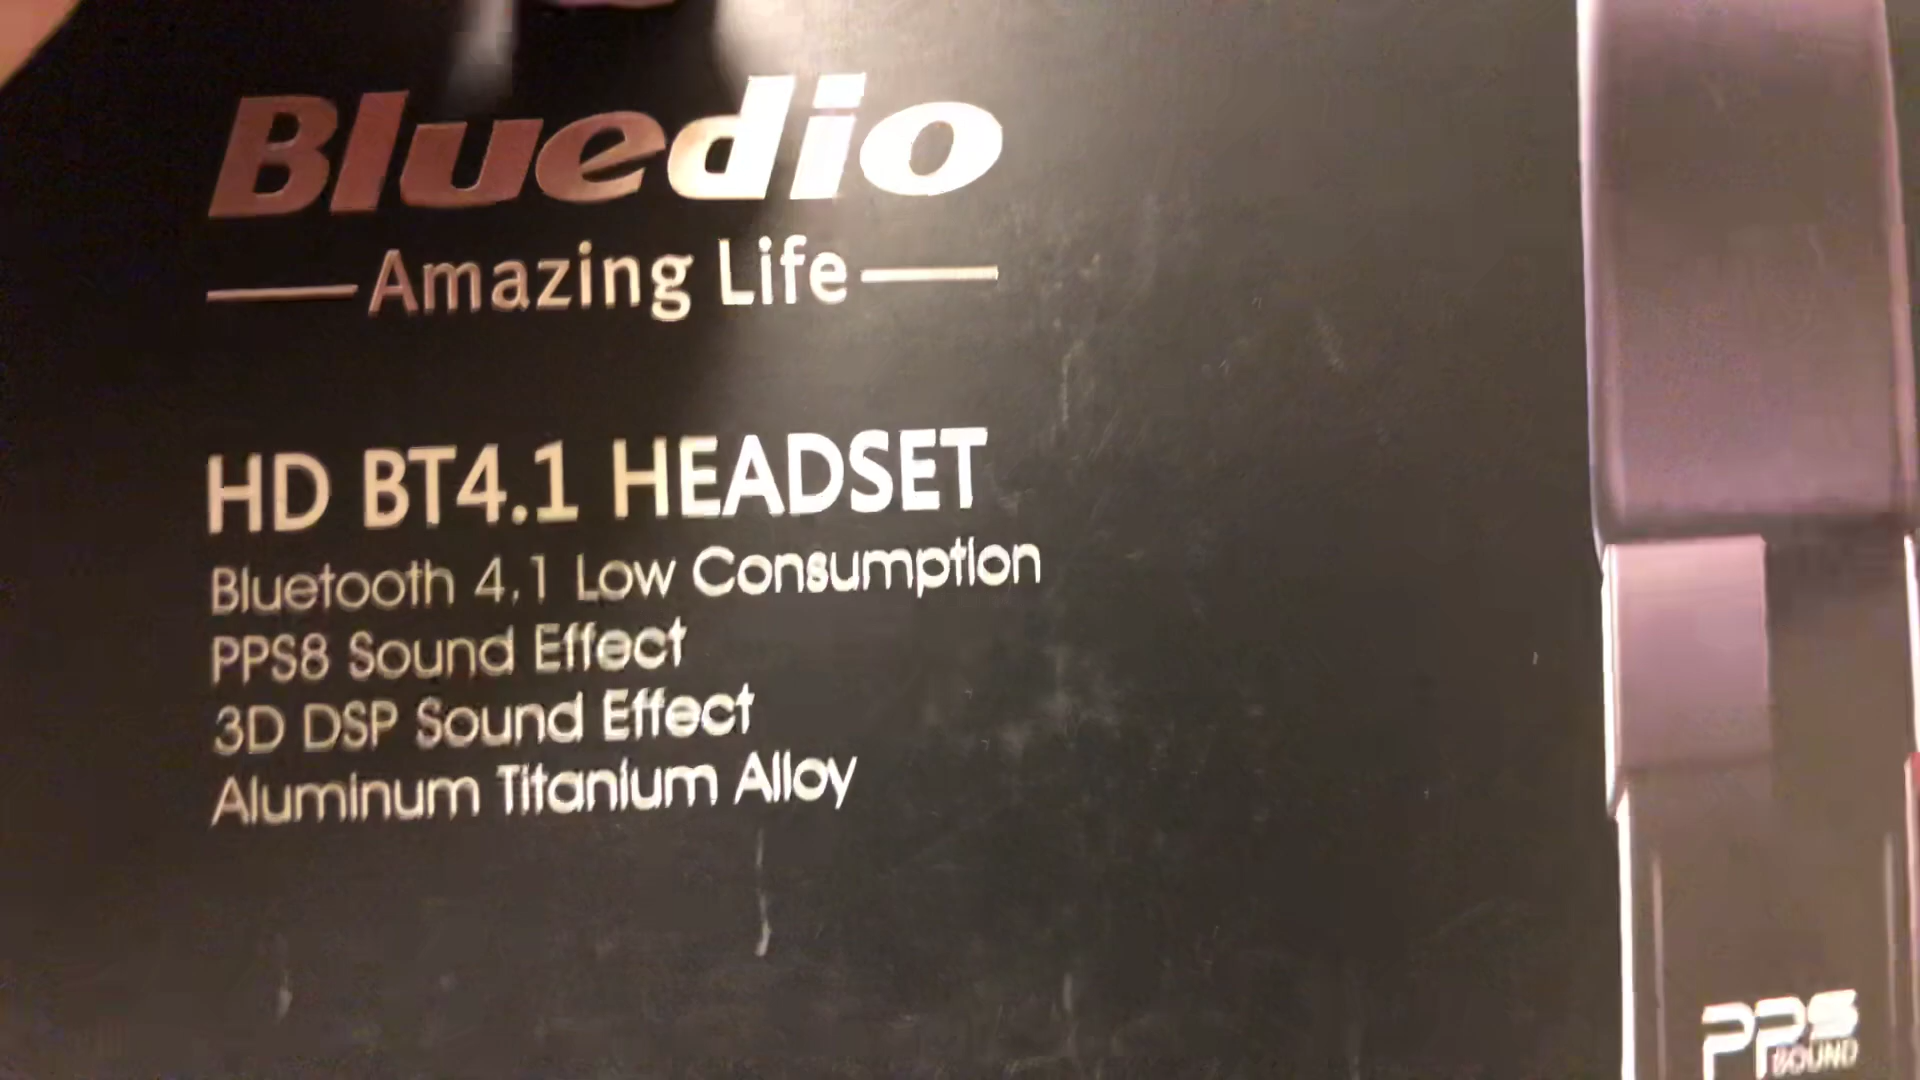 Bluedio
Amazing Life
HD BT4.1 HEADSET
Bluetooth 4.1 Low Consumption
PPS8 Sound Effect
3D DSP Sound Effect
Aluminum Titanium Alloy
PPS
SOUND